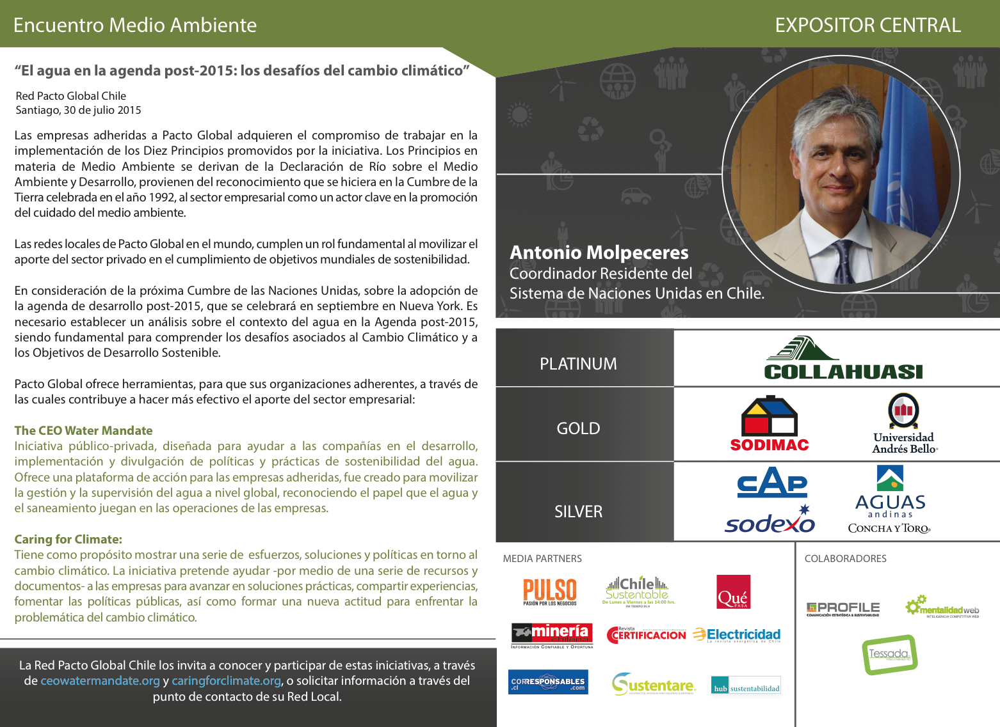 Encuentro Medio Ambiente
EXPOSITOR CENTRAL
“El agua en la agenda post-2015: los desafíos del cambio climático”
Red Pacto Global Chile
Santiago, 30 de julio 2015
Las empresas adheridas a Pacto Global adquieren el compromiso de trabajar en la
implementación de los Diez Principios promovidos por la iniciativa. Los Principios en
materia de Medio Ambiente se derivan de la Declaración de Río sobre el Medio
Ambiente y Desarrollo, provienen del reconocimiento que se hiciera en la Cumbre de la
Tierra celebrada en el año 1992, al sector empresarial como un actor clave en la promoción
del cuidado del medio ambiente.
Las redes locales de Pacto Global en el mundo, cumplen un rol fundamental al movilizar el
aporte del sector privado en el cumplimiento de objetivos mundiales de sostenibilidad.
En consideración de la próxima Cumbre de las Naciones Unidas, sobre la adopción de
la agenda de desarrollo post-2015, que se celebrará en septiembre en Nueva York. Es
necesario establecer un análisis sobre el contexto del agua en la Agenda post-2015,
siendo fundamental para comprender los desafíos asociados al Cambio Climático y a
los Objetivos de Desarrollo Sostenible.
Pacto Global ofrece herramientas, para que sus organizaciones adherentes, a través de
las cuales contribuye a hacer más efectivo el aporte del sector empresarial:
The CEO Water Mandate
Iniciativa público-privada, diseñada para ayudar a las compañías en el desarrollo,
implementación y divulgación de políticas y prácticas de sostenibilidad del agua.
Ofrece una plataforma de acción para las empresas adheridas, fue creado para movilizar
la gestión y la supervisión del agua a nivel global, reconociendo el papel que el agua y
el saneamiento juegan en las operaciones de las empresas.
Caring for Climate:
Tiene como propósito mostrar una serie de esfuerzos, soluciones y políticas en torno al
cambio climático. La iniciativa pretende ayudar -por medio de una serie de recursos y
documentos- a las empresas para avanzar en soluciones prácticas, compartir experiencias,
fomentar las políticas públicas, así como formar una nueva actitud para enfrentar la
problemática del cambio climático.
La Red Pacto Global Chile los invita a conocer y participar de estas iniciativas, a través
de ceowatermandate.org y caringforclimate.org, o solicitar información a través del
punto de contacto de su Red Local.
Antonio Molpeceres
Coordinador Residente del
Sistema de Naciones Unidas en Chile.
PLATINUM
COLLAHUASI
GOLD
SODIMAC
Universidad
Andrés Bello®
SILVER
CAP
sodexo
AGUAS
andinas
CONCHA Y TORO®
MEDIA PARTNERS
PULSO
PASIÓN POR LOS NEGOCIOS
Chile
Sustentable
De Lunes a Viernes a las 14:00 hrs.
FM TIEMPO 95.9
Qué
PASA
minería
chilena
INFORMACIÓN CONFIABLE Y OPORTUNA
Revista
CERTIFICACION
Electricidad
La revista energética de Chile
CORRESPONSABLES
.cl .com
Sustentare
hub sustentabilidad
COLABORADORES
PROFILE
COMUNICACIÓN ESTRATÉGICA & SUSTENTABILIDAD
mentalidadweb
INTELIGENCIA COMPETITIVA WEB
Tessada